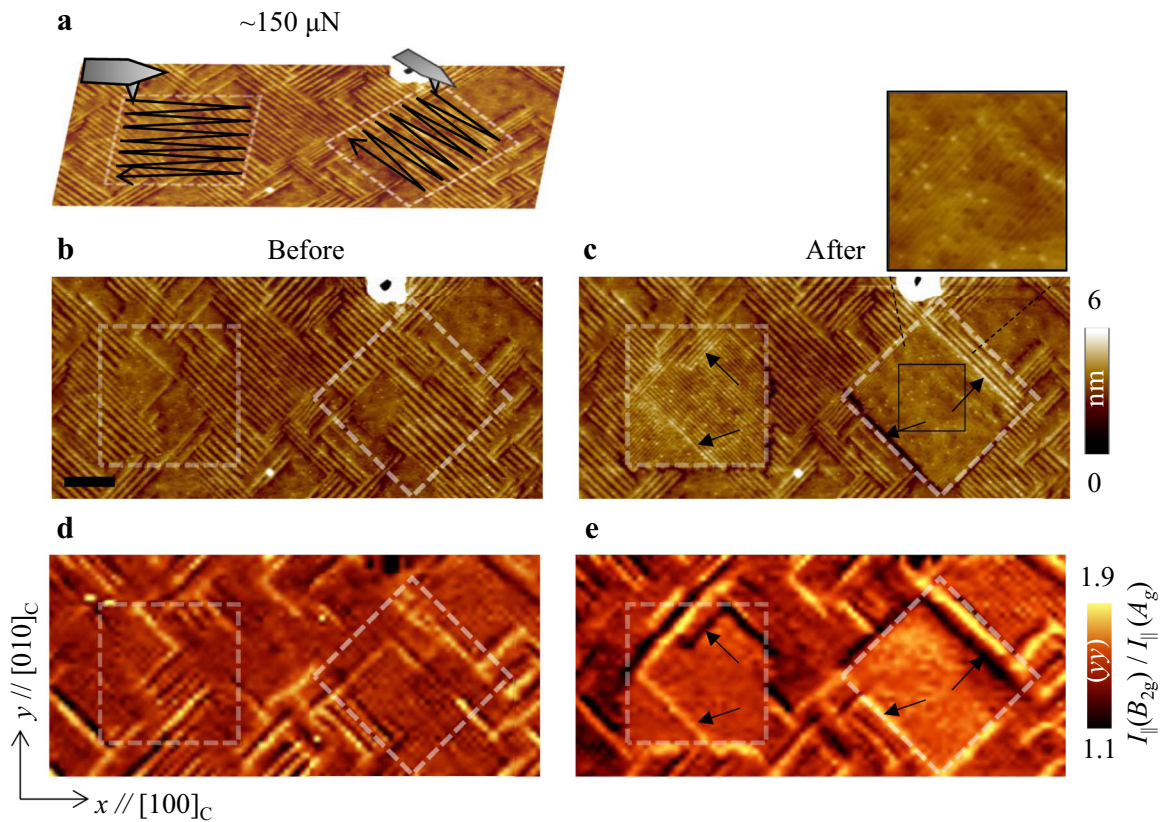 a
~150 μN
b
Before
c
After
6
nm
0
d
e
1.9
(yy)
1.1
I∥(B2g) / I∥(Ag)
y // [010]C
x // [100]C